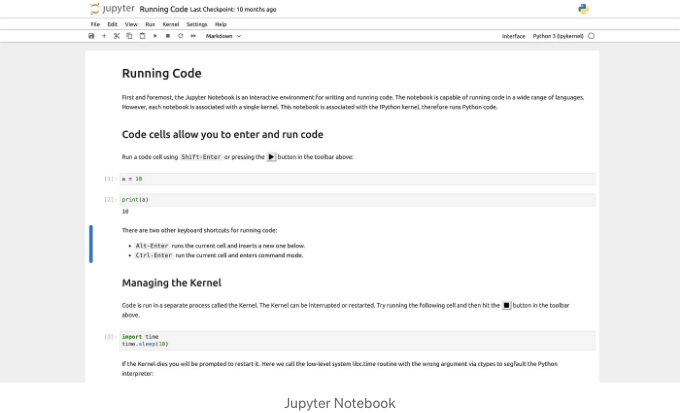 jupyter Running Code Last Checkpoint: 10 months ago
File Edit View Run Kernel Settings Help
Markdown Interface Python 3 (ipykernel)
Running Code
First and foremost, the Jupyter Notebook is an interactive environment for writing and running code. The notebook is capable of running code in a wide range of languages.
However, each notebook is associated with a single kernel. This notebook is associated with the IPython kernel, therefore runs Python code.
Code cells allow you to enter and run code
Run a code cell using Shift-Enter or pressing the button in the toolbar above:
[1]: a = 10
[2]: print(a)
10
There are two other keyboard shortcuts for running code:
• Alt-Enter runs the current cell and inserts a new one below.
• Ctrl-Enter run the current cell and enters command mode.
Managing the Kernel
Code is run in a separate process called the Kernel. The Kernel can be interrupted or restarted. Try running the following cell and then hit the button in the toolbar
above.
[3]: import time
time.sleep(10)
If the Kernel dies you will be prompted to restart it. Here we call the low-level system libc.time routine with the wrong argument via ctypes to segfault the Python
interpreter:
Jupyter Notebook